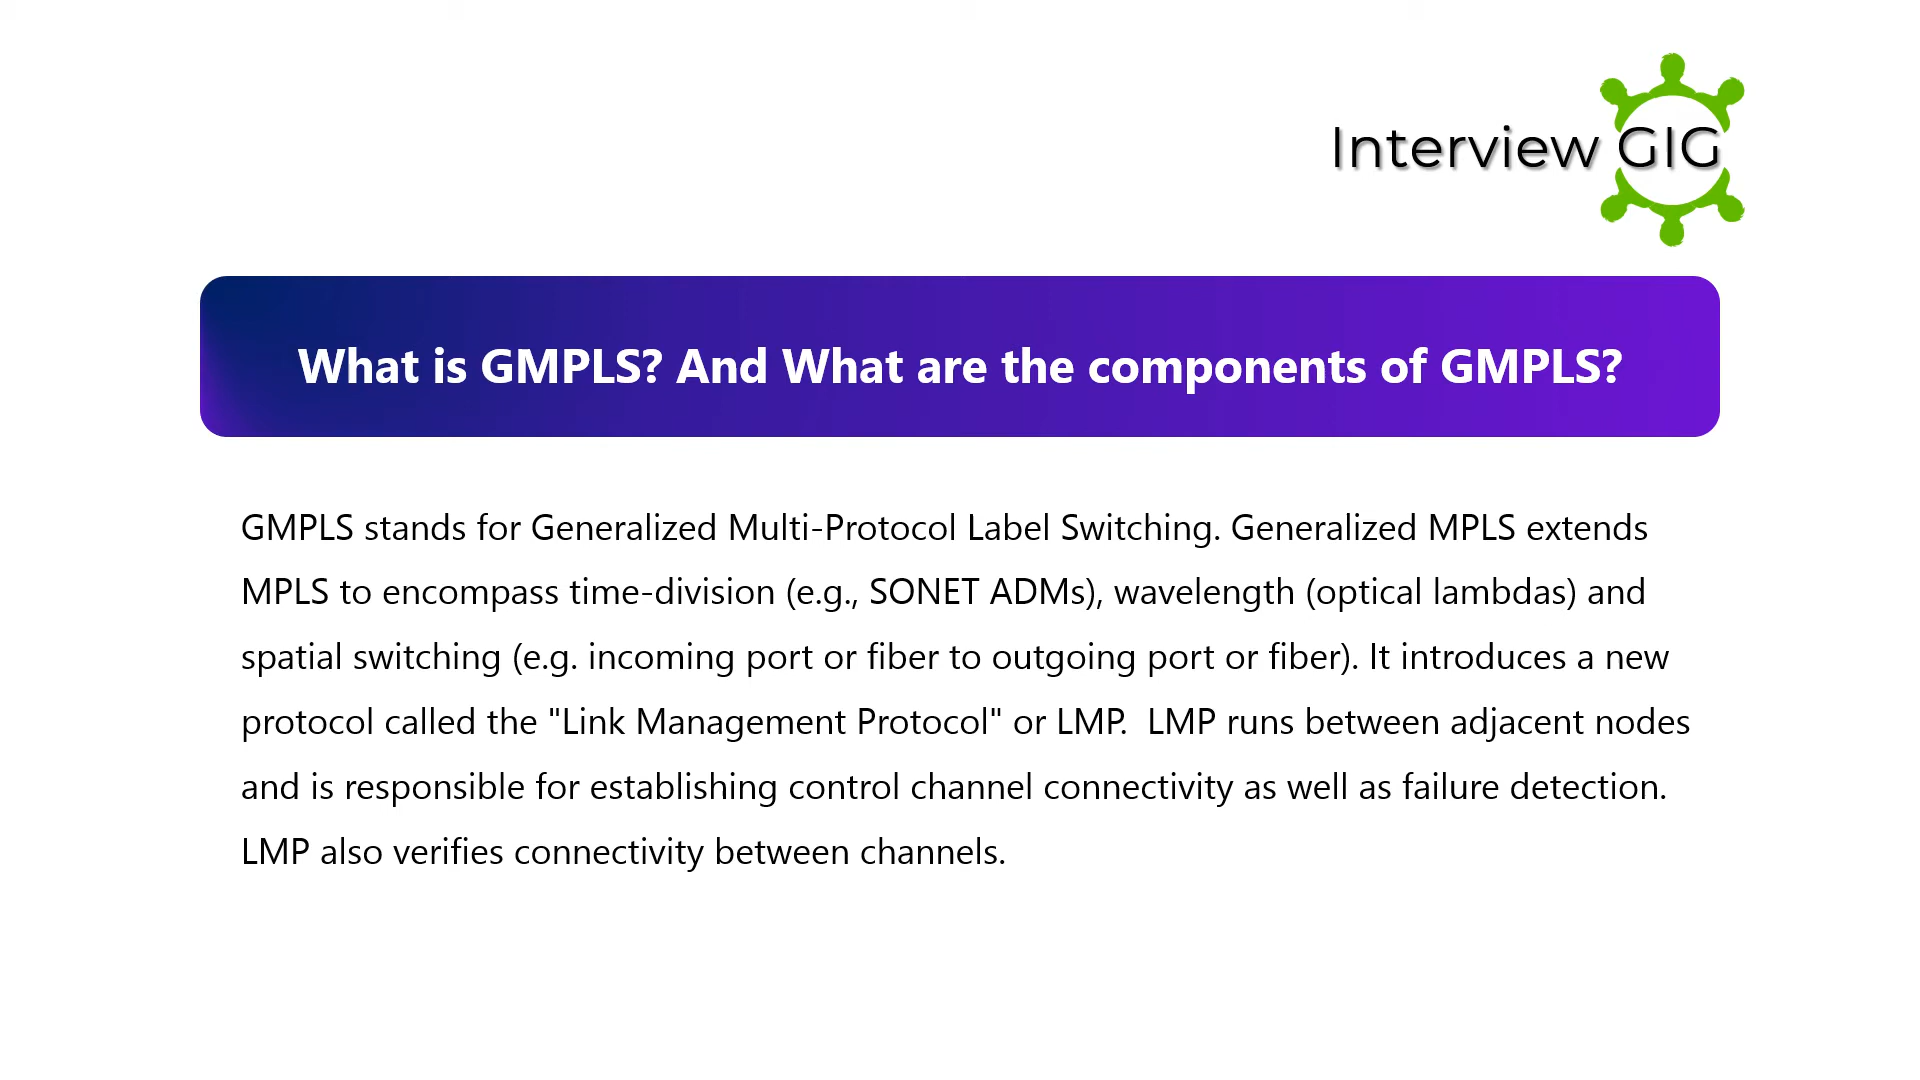 Interview GIG
What is GMPLS? And What are the components of GMPLS?
GMPLS stands for Generalized Multi-Protocol Label Switching. Generalized MPLS extends
MPLS to encompass time-division (e.g., SONET ADMs), wavelength (optical lambdas) and
spatial switching (e.g. incoming port or fiber to outgoing port or fiber). It introduces a new
protocol called the "Link Management Protocol" or LMP.  LMP runs between adjacent nodes
and is responsible for establishing control channel connectivity as well as failure detection.
LMP also verifies connectivity between channels.